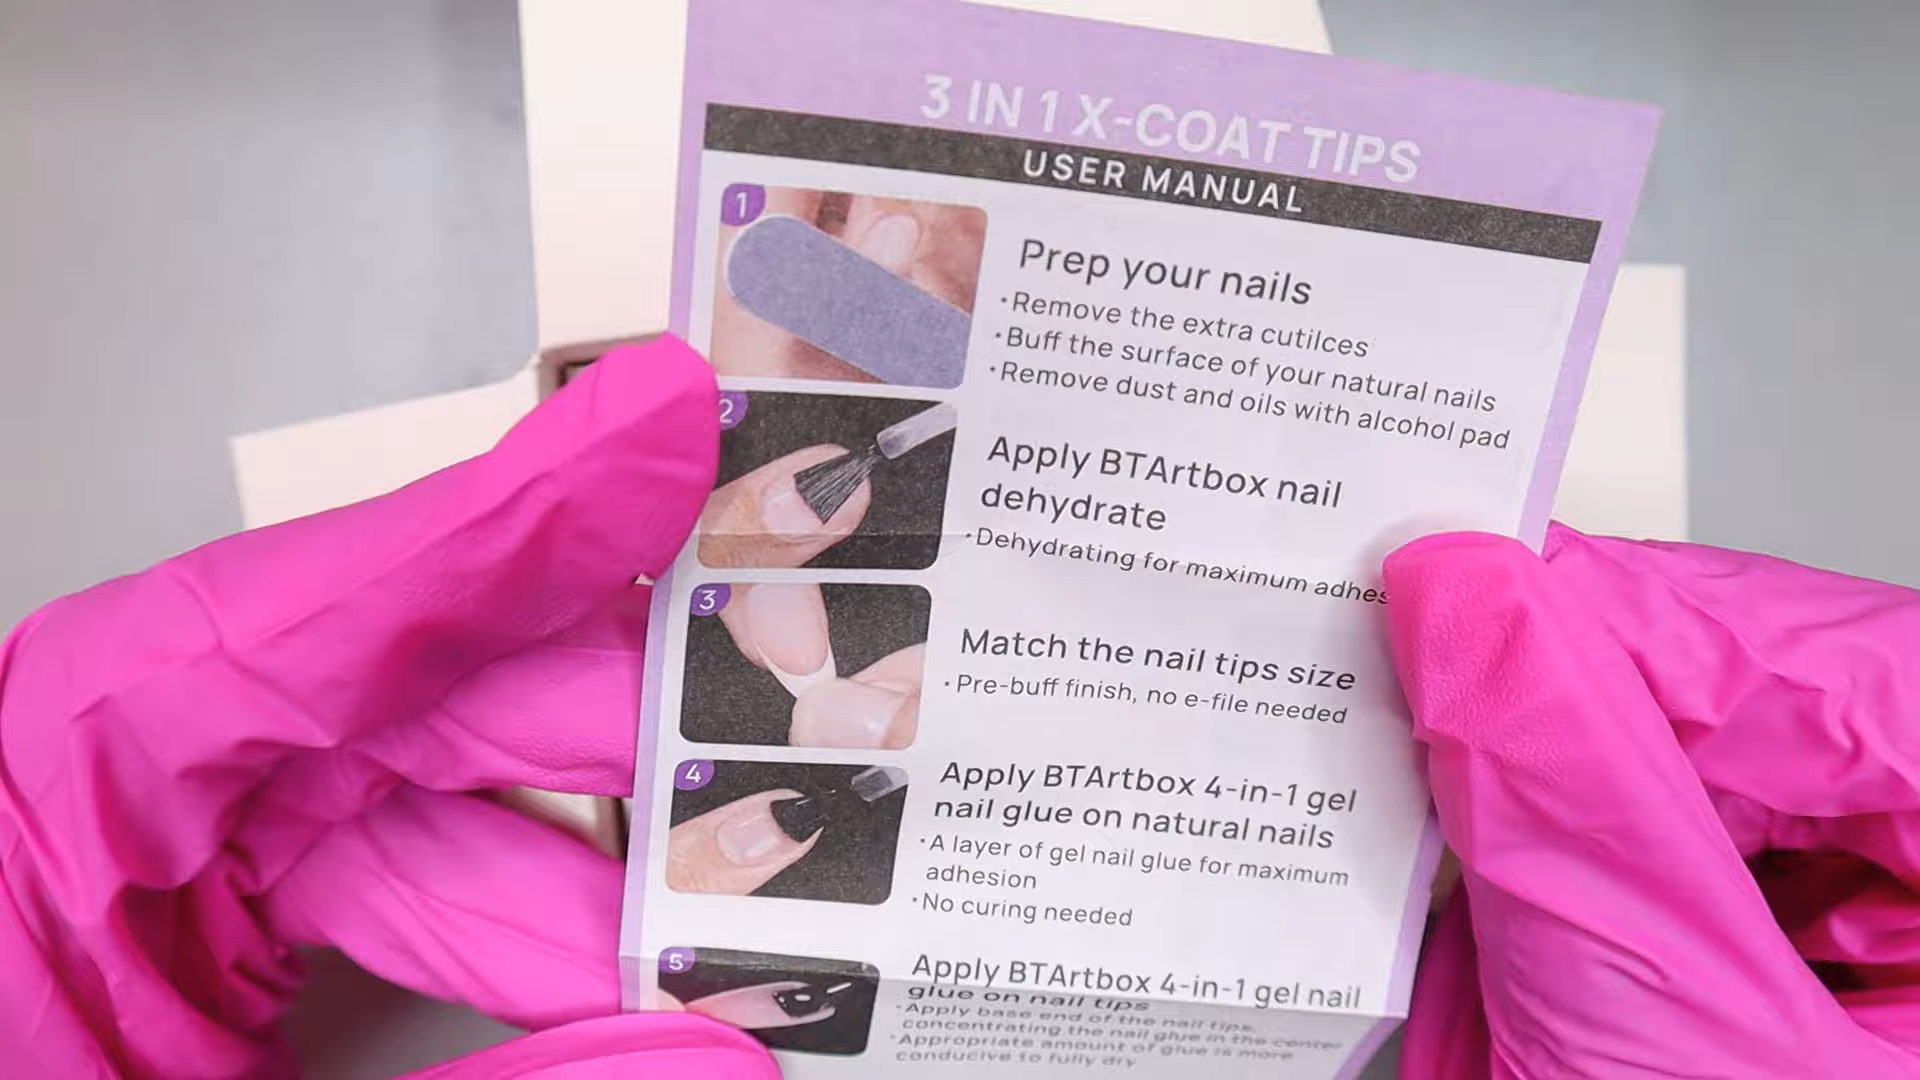 3 IN 1 X-COAT TIPS
USER MANUAL
1
Prep your nails
·Remove the extra cutilces
·Buff the surface of your natural nails
·Remove dust and oils with alcohol pad
2
Apply BTArtbox nail
dehydrate
·Dehydrating for maximum adhes
3
Match the nail tips size
·Pre-buff finish, no e-file needed
4
Apply BTArtbox 4-in-1 gel
nail glue on natural nails
·A layer of gel nail glue for maximum
adhesion
·No curing needed
5
Apply BTArtbox 4-in-1 gel nail
glue on nail tips
·Apply base end of the nail tips,
concentrating the nail glue in the center
·Appropriate amount of glue is more
conducive to fully dry